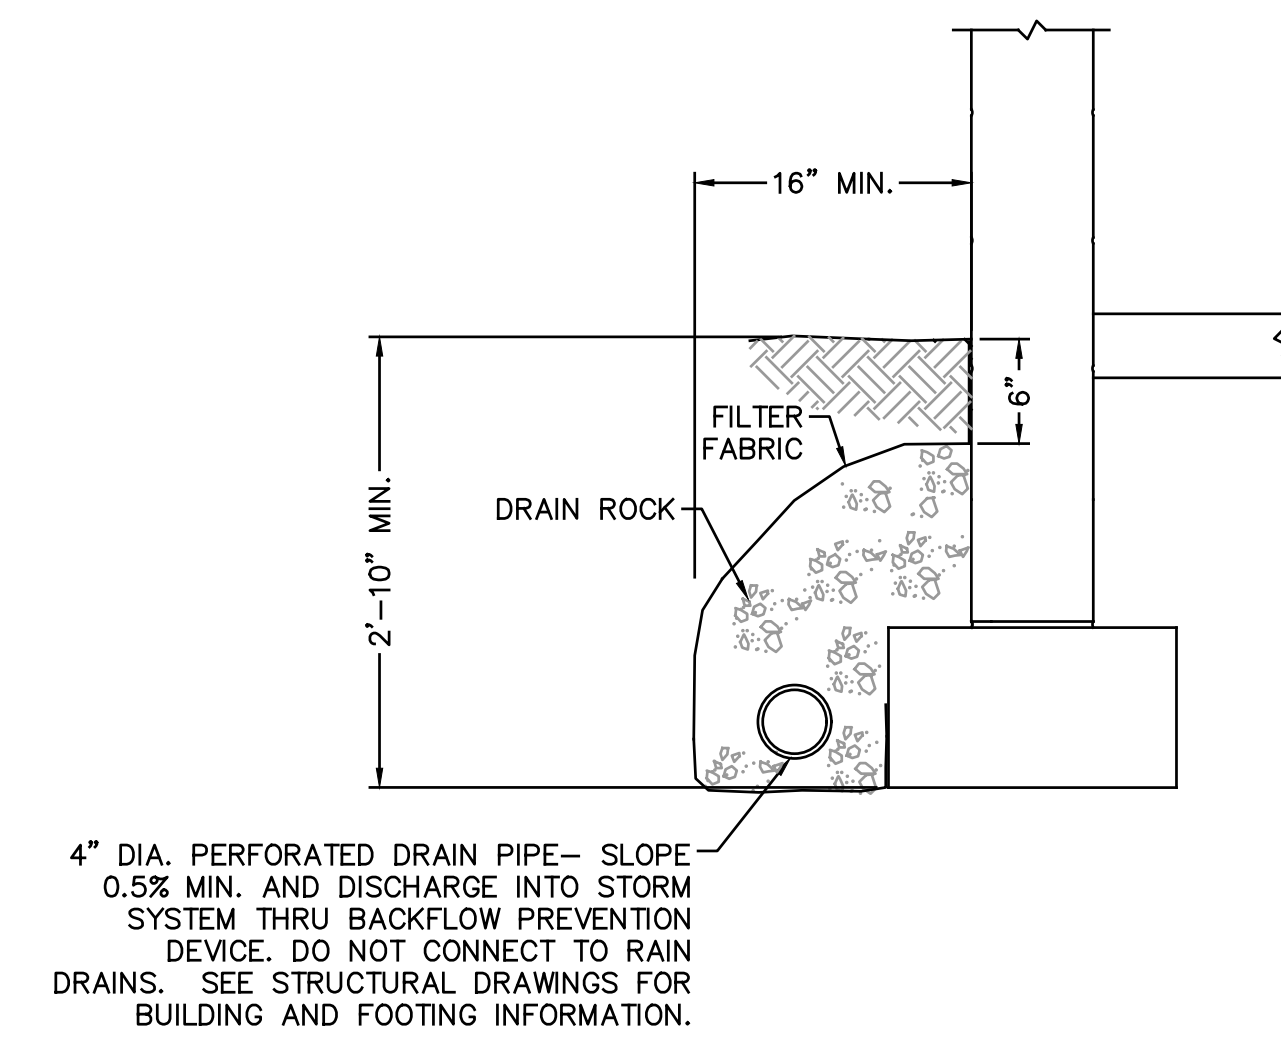 16" MIN.
6"
FILTER
FABRIC
DRAIN ROCK
2'-10" MIN.
4" DIA. PERFORATED DRAIN PIPE– SLOPE
0.5% MIN. AND DISCHARGE INTO STORM
SYSTEM THRU BACKFLOW PREVENTION
DEVICE. DO NOT CONNECT TO RAIN
DRAINS. SEE STRUCTURAL DRAWINGS FOR
BUILDING AND FOOTING INFORMATION.